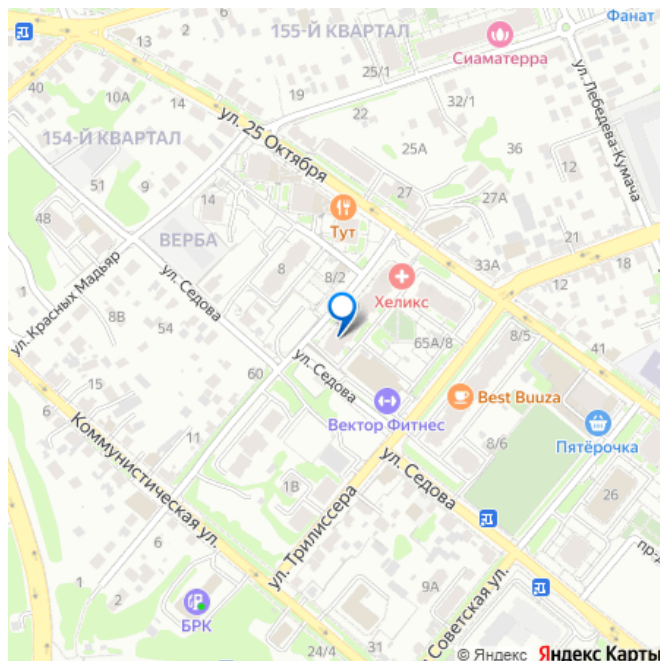 Фанат
155-Й КВАРТАЛ
Сиаматерра
13
2
6
25/1
40
10А
14
19
22
32/1
ул. Лебедева-Кумача
ул. 25 Октября
154-Й КВАРТАЛ
25А
36
12
51
9
14
27
27А
48
Тут
21
ВЕРБА
8
8/2
33А
12
18
ул. Красных Мадьяр
ул. Седова
Хеликс
1
8В
54
65А/8
8/5
41
ул. Седова
60
15
6
Best Buuza
Вектор Фитнес
Пятёрочка
11
8/6
Коммунистическая ул.
ул. Седова
1В
26
ул. Трилиссера
6
1
2
9А
БРК
Советская ул.
24/4
31
© Яндекс
Яндекс Карты